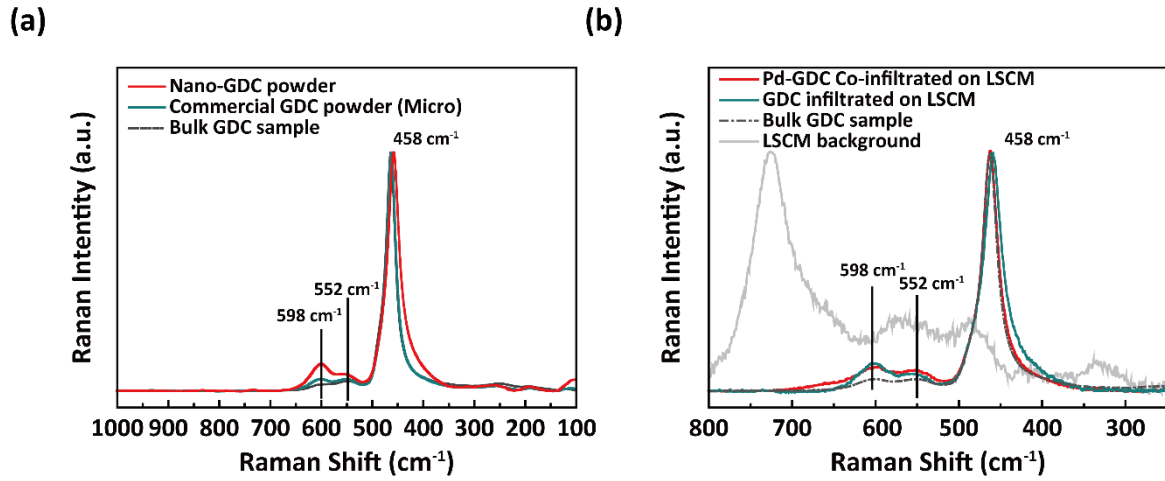 (a)
Ranan Intentity (a.u.)
Nano-GDC powder
Commercial GDC powder (Micro)
Bulk GDC sample
458 cm⁻¹
552 cm⁻¹
598 cm⁻¹
1000 900 800 700 600 500 400 300 200 100
Raman Shift (cm⁻¹)
(b)
Ranan Intentity (a.u.)
Pd-GDC Co-infiltrated on LSCM
GDC infiltrated on LSCM
Bulk GDC sample
LSCM background
458 cm⁻¹
598 cm⁻¹
552 cm⁻¹
800 700 600 500 400 300
Raman Shift (cm⁻¹)